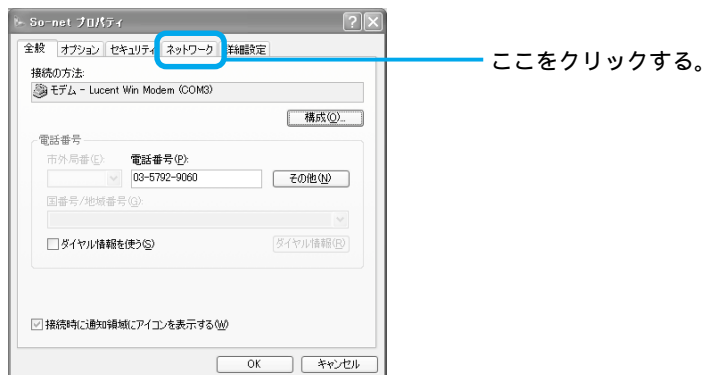 So-net プロパティ
全般 オプション セキュリティ ネットワーク 詳細設定
ここをクリックする。
接続の方法:
モデム - Lucent Win Modem (COM3)
構成(O)...
電話番号
市外局番(E): 電話番号(P):
03-5792-9060 その他(N)
国番号/地域番号(G):
ダイヤル情報を使う(S) ダイヤル情報(R)
接続時に通知領域にアイコンを表示する(W)
OK キャンセル